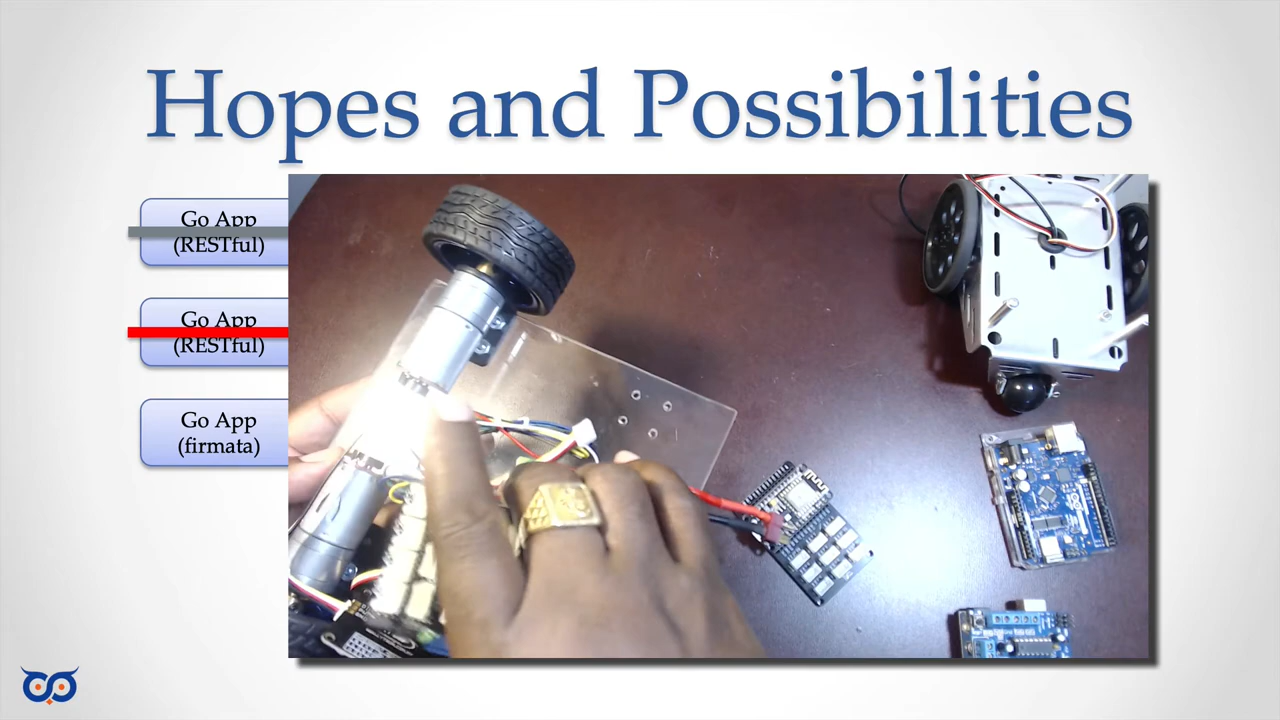 Hopes and Possibilities
Go App
(RESTful)
Go App
(RESTful)
Go App
(firmata)